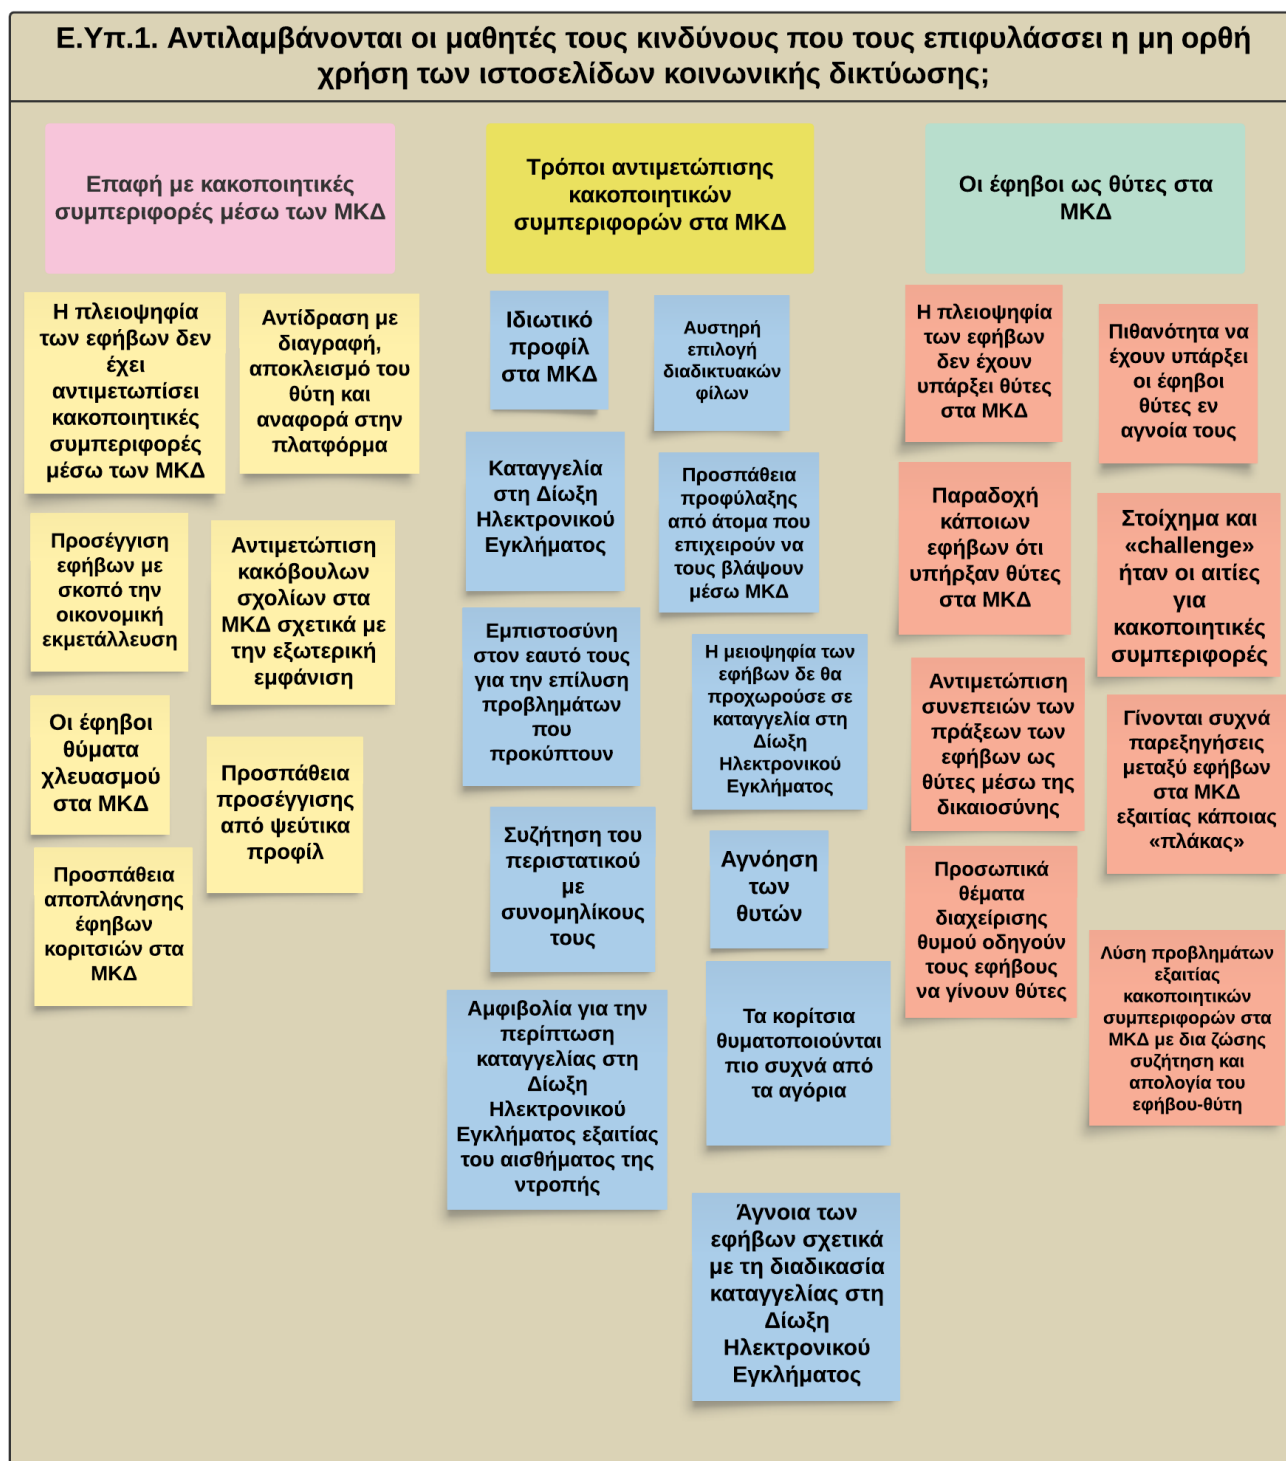 Ε.Υπ.1. Αντιλαμβάνονται οι μαθητές τους κινδύνους που τους επιφυλάσσει η μη ορθή
χρήση των ιστοσελίδων κοινωνικής δικτύωσης;
Επαφή με κακοποιητικές
συμπεριφορές μέσω των ΜΚΔ
Η πλειοψηφία
των εφήβων δεν
έχει
αντιμετωπίσει
κακοποιητικές
συμπεριφορές
μέσω των ΜΚΔ
Αντίδραση με
διαγραφή,
αποκλεισμό του
θύτη και
αναφορά στην
πλατφόρμα
Προσέγγιση
εφήβων με
σκοπό την
οικονομική
εκμετάλλευση
Αντιμετώπιση
κακόβουλων
σχολίων στα
ΜΚΔ σχετικά με
την εξωτερική
εμφάνιση
Οι έφηβοι
θύματα
χλευασμού
στα ΜΚΔ
Προσπάθεια
προσέγγισης
από ψεύτικα
προφίλ
Προσπάθεια
αποπλάνησης
έφηβων
κοριτσιών στα
ΜΚΔ
Τρόποι αντιμετώπισης
κακοποιητικών
συμπεριφορών στα ΜΚΔ
Ιδιωτικό
προφίλ
στα ΜΚΔ
Αυστηρή
επιλογή
διαδικτυακών
φίλων
Καταγγελία
στη Δίωξη
Ηλεκτρονικού
Εγκλήματος
Προσπάθεια
προφύλαξης
από άτομα που
επιχειρούν να
τους βλάψουν
μέσω ΜΚΔ
Εμπιστοσύνη
στον εαυτό τους
για την επίλυση
προβλημάτων
που
προκύπτουν
Η μειοψηφία των
εφήβων δε θα
προχωρούσε σε
καταγγελία στη
Δίωξη
Ηλεκτρονικού
Εγκλήματος
Συζήτηση του
περιστατικού
με
συνομηλίκους
τους
Αγνόηση
των
θυτών
Αμφιβολία για την
περίπτωση
καταγγελίας στη
Δίωξη
Ηλεκτρονικού
Εγκλήματος εξαιτίας
του αισθήματος της
ντροπής
Τα κορίτσια
θυματοποιούνται
πιο συχνά από
τα αγόρια
Άγνοια των
εφήβων σχετικά
με τη διαδικασία
καταγγελίας στη
Δίωξη
Ηλεκτρονικού
Εγκλήματος
Οι έφηβοι ως θύτες στα
ΜΚΔ
Η πλειοψηφία
των εφήβων
δεν έχουν
υπάρξει θύτες
στα ΜΚΔ
Πιθανότητα να
έχουν υπάρξει
οι έφηβοι
θύτες εν
αγνοία τους
Παραδοχή
κάποιων
εφήβων ότι
υπήρξαν θύτες
στα ΜΚΔ
Στοίχημα και
«challenge»
ήταν οι αιτίες
για
κακοποιητικές
συμπεριφορές
Αντιμετώπιση
συνεπειών των
πράξεων των
εφήβων ως
θύτες μέσω της
δικαιοσύνης
Γίνονται συχνά
παρεξηγήσεις
μεταξύ εφήβων
στα ΜΚΔ
εξαιτίας κάποιας
«πλάκας»
Προσωπικά
θέματα
διαχείρισης
θυμού οδηγούν
τους εφήβους
να γίνουν θύτες
Λύση προβλημάτων
εξαιτίας
κακοποιητικών
συμπεριφορών στα
ΜΚΔ με δια ζώσης
συζήτηση και
απολογία του
εφήβου-θύτη